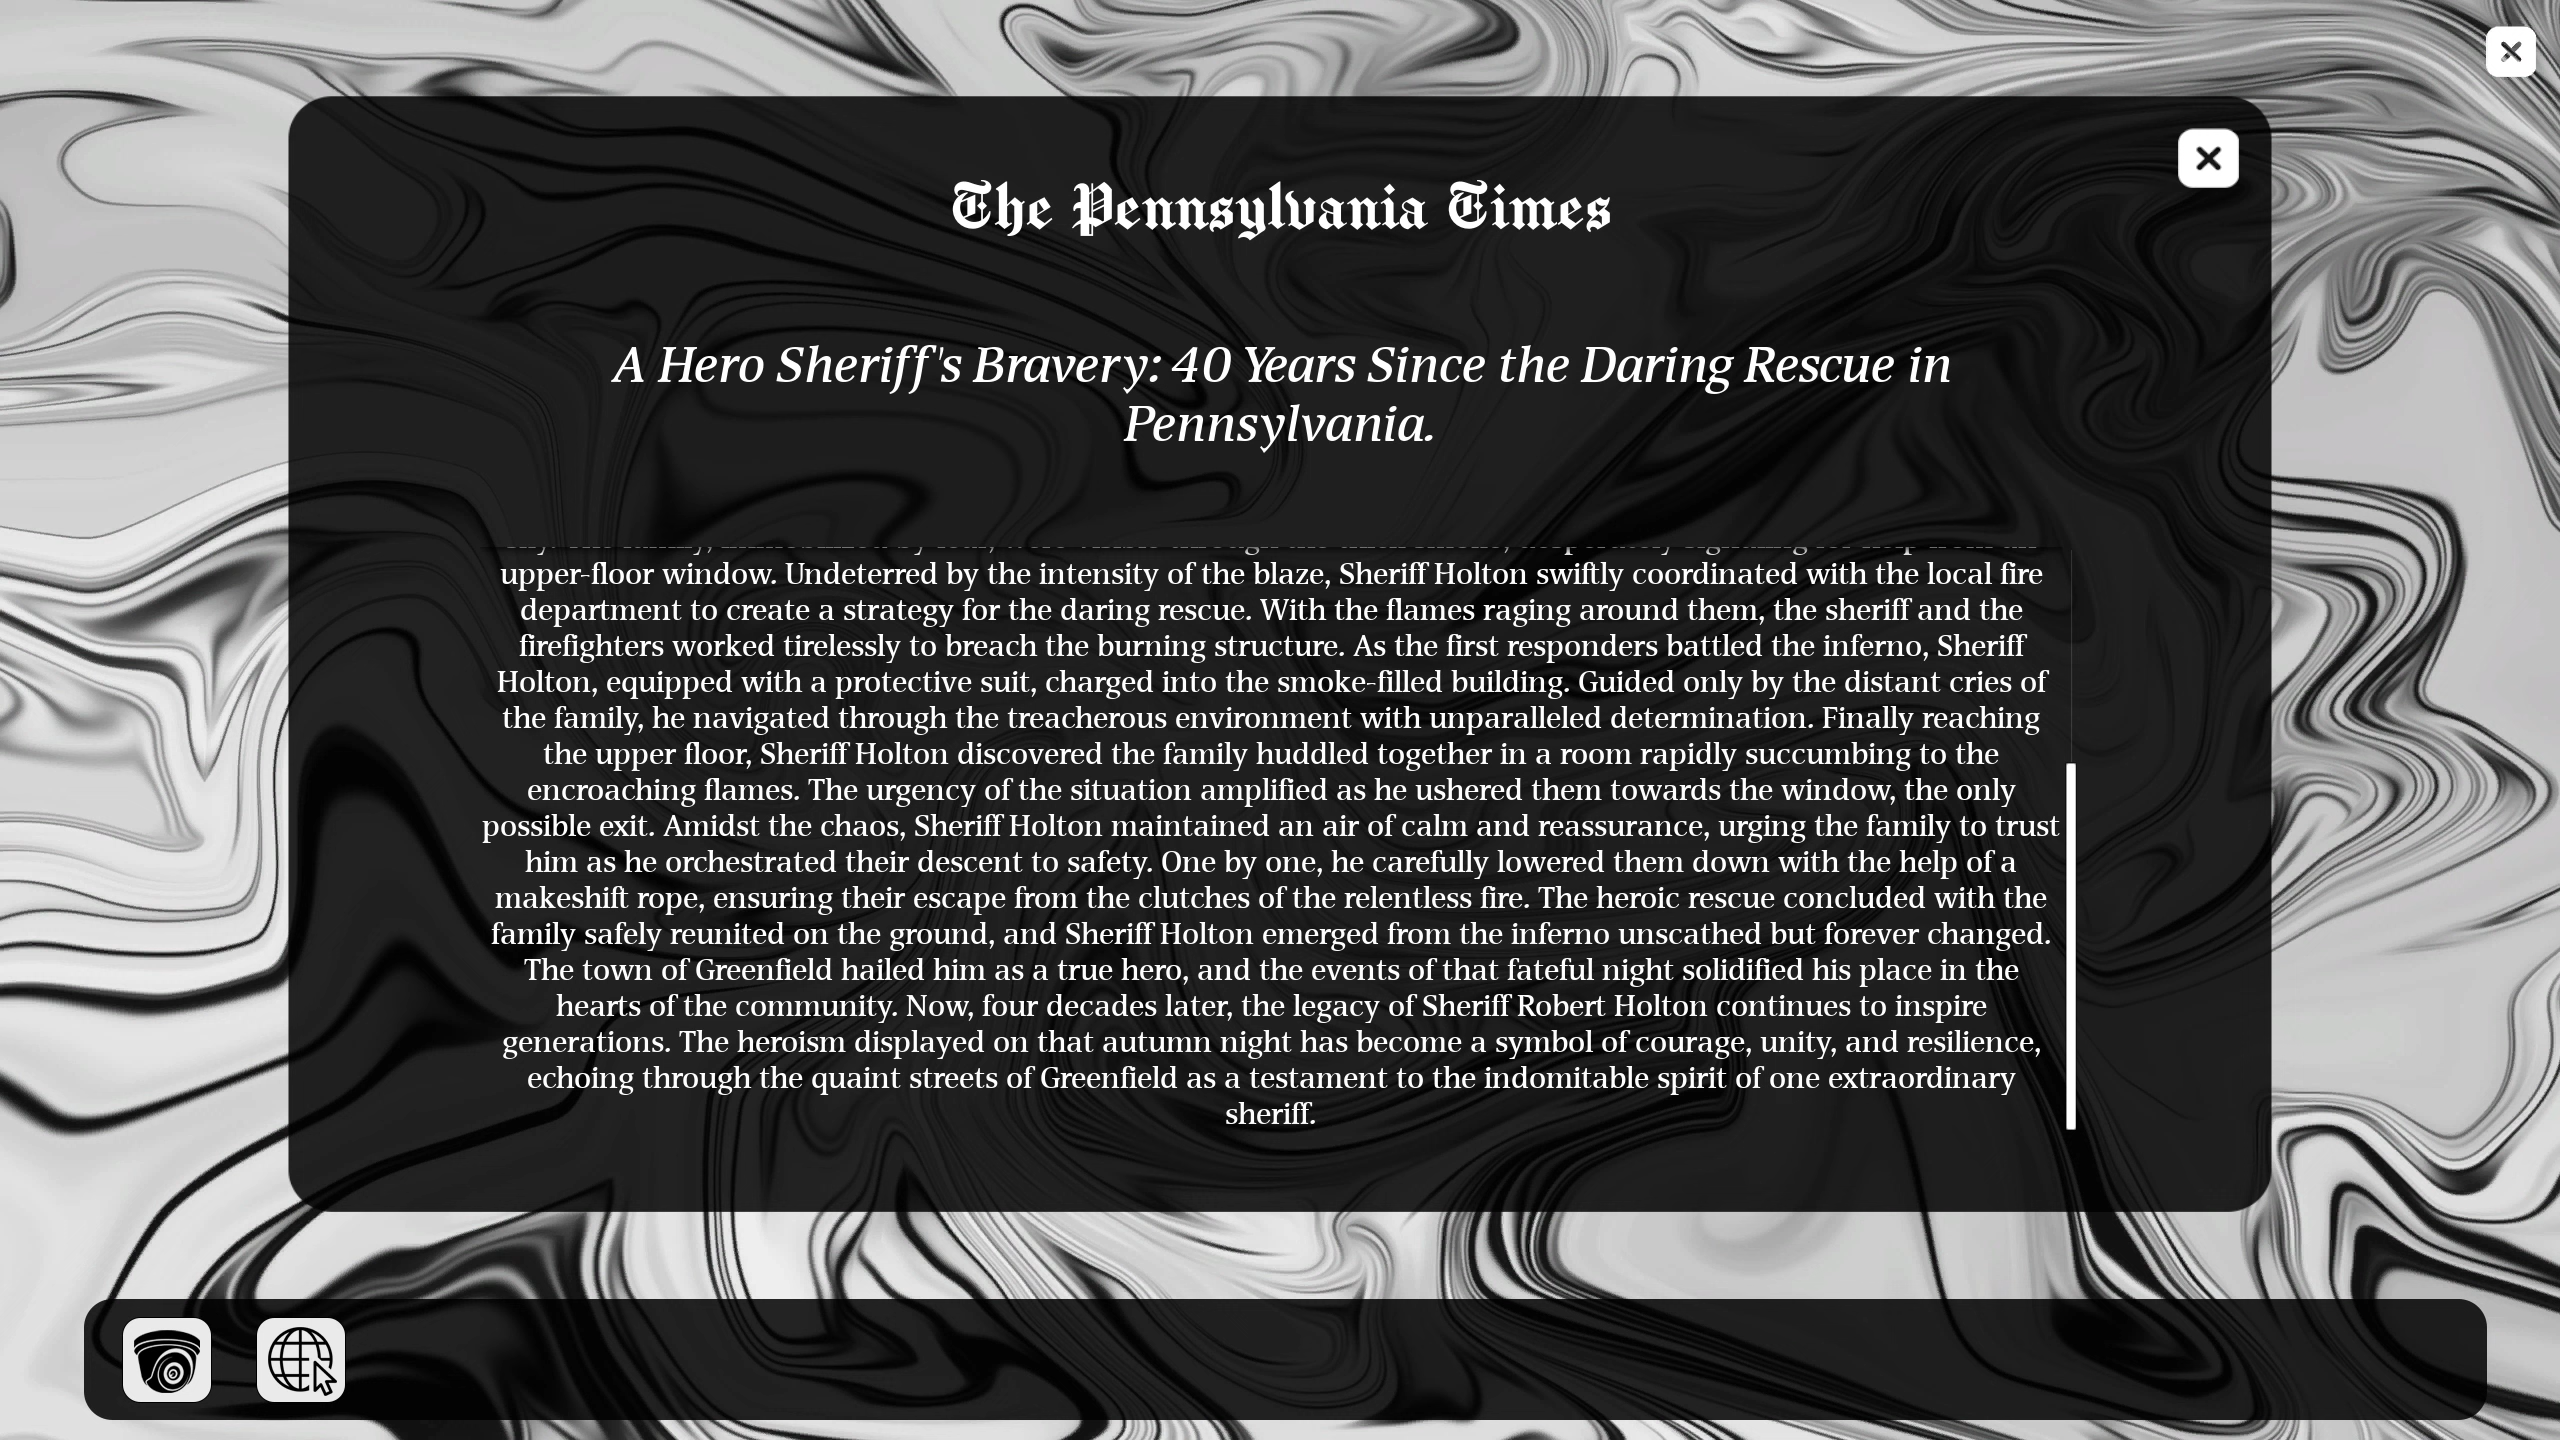 The Pennsylvania Times
A Hero Sheriff's Bravery: 40 Years Since the Daring Rescue in
Pennsylvania.
upper-floor window. Undeterred by the intensity of the blaze, Sheriff Holton swiftly coordinated with the local fire
department to create a strategy for the daring rescue. With the flames raging around them, the sheriff and the
firefighters worked tirelessly to breach the burning structure. As the first responders battled the inferno, Sheriff
Holton, equipped with a protective suit, charged into the smoke-filled building. Guided only by the distant cries of
the family, he navigated through the treacherous environment with unparalleled determination. Finally reaching
the upper floor, Sheriff Holton discovered the family huddled together in a room rapidly succumbing to the
encroaching flames. The urgency of the situation amplified as he ushered them towards the window, the only
possible exit. Amidst the chaos, Sheriff Holton maintained an air of calm and reassurance, urging the family to trust
him as he orchestrated their descent to safety. One by one, he carefully lowered them down with the help of a
makeshift rope, ensuring their escape from the clutches of the relentless fire. The heroic rescue concluded with the
family safely reunited on the ground, and Sheriff Holton emerged from the inferno unscathed but forever changed.
The town of Greenfield hailed him as a true hero, and the events of that fateful night solidified his place in the
hearts of the community. Now, four decades later, the legacy of Sheriff Robert Holton continues to inspire
generations. The heroism displayed on that autumn night has become a symbol of courage, unity, and resilience,
echoing through the quaint streets of Greenfield as a testament to the indomitable spirit of one extraordinary
sheriff.